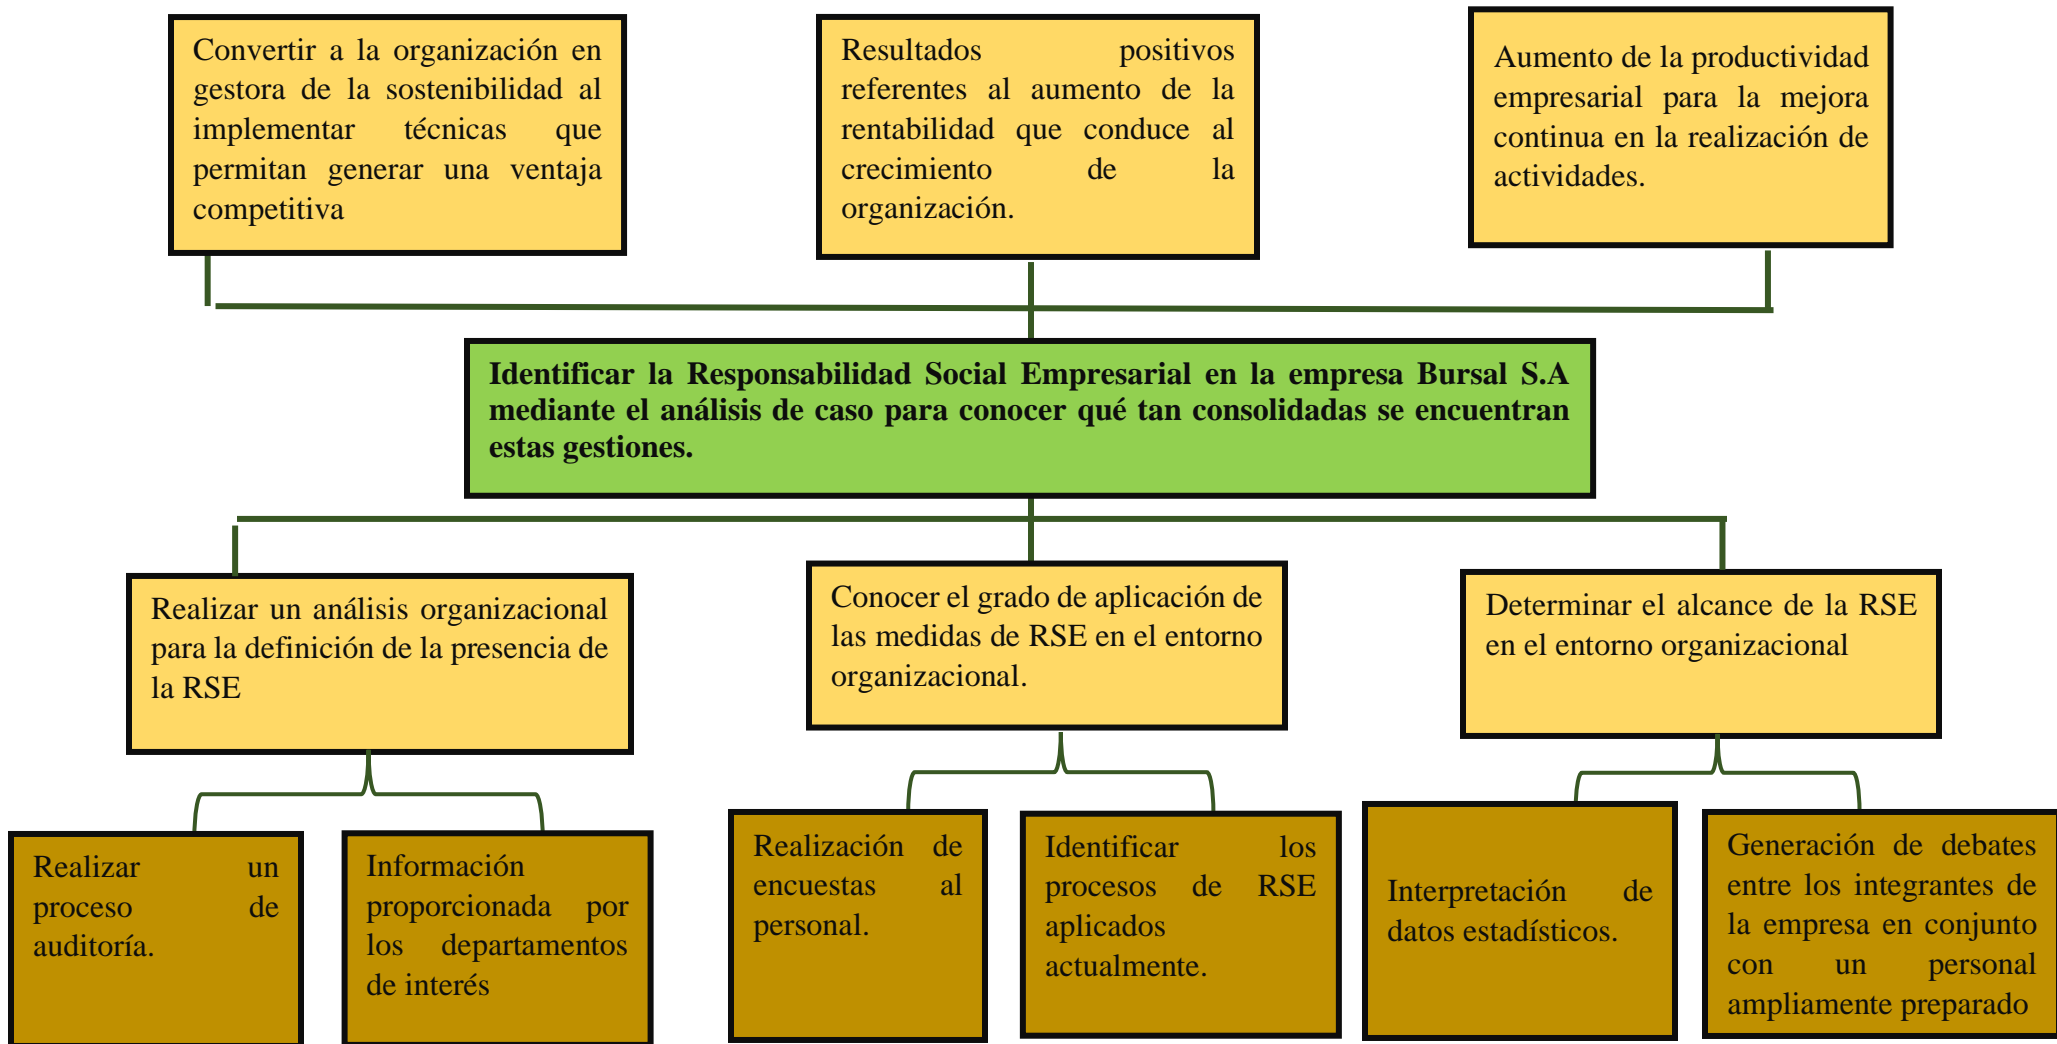 Convertir a la organización en
gestora de la sostenibilidad al
implementar técnicas que
permitan generar una ventaja
competitiva
Resultados positivos
referentes al aumento de la
rentabilidad que conduce al
crecimiento de la
organización.
Aumento de la productividad
empresarial para la mejora
continua en la realización de
actividades.
Identificar la Responsabilidad Social Empresarial en la empresa Bursal S.A
mediante el análisis de caso para conocer qué tan consolidadas se encuentran
estas gestiones.
Realizar un análisis organizacional
para la definición de la presencia de
la RSE
Conocer el grado de aplicación de
las medidas de RSE en el entorno
organizacional.
Determinar el alcance de la RSE
en el entorno organizacional
Realizar un
proceso de
auditoría.
Información
proporcionada por
los departamentos
de interés
Realización de
encuestas al
personal.
Identificar los
procesos de RSE
aplicados
actualmente.
Interpretación de
datos estadísticos.
Generación de debates
entre los integrantes de
la empresa en conjunto
con un personal
ampliamente preparado